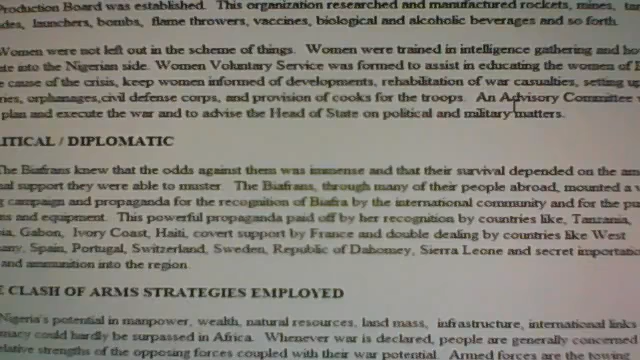 Production Board was established. This organization researched and manufactured rockets, mines,
launchers, bombs, flame throwers, vaccines, biological and alcoholic beverages and so forth.
Women were not left out in the scheme of things. Women were trained in intelligence gathering and
into the Nigerian side. Women Voluntary Service was formed to assist in educating the women of
cause of the crisis, keep women informed of developments, rehabilitation of war casualties, setting up
orphanages,civil defense corps, and provision of cooks for the troops. An Advisory Committee
plan and execute the war and to advise the Head of State on political and military matters.
/ DIPLOMATIC
The Biafrans knew that the odds against them was immense and that their survival depended on the
support they were able to muster. The Biafrans, through many of their people abroad, mounted a
campaign and propaganda for the recognition of Biafra by the international community and for the
and equipment. This powerful propaganda paid off by her recognition by countries like, Tanzania,
Gabon, Ivory Coast, Haiti, covert support by France and double dealing by countries like West
Spain, Portugal, Switzerland, Sweden, Republic of Dahomey, Sierra Leone and secret
and ammunition into the region.
CLASH OF ARMS STRATEGIES EMPLOYED
Nigeria's potential in manpower, wealth, natural resources, land mass, infrastructure, international links
could hardly be surpassed in Africa. Whenever war is declared, people are generally concerned
strengths of the opposing forces coupled with their war potential. Armed forces are the